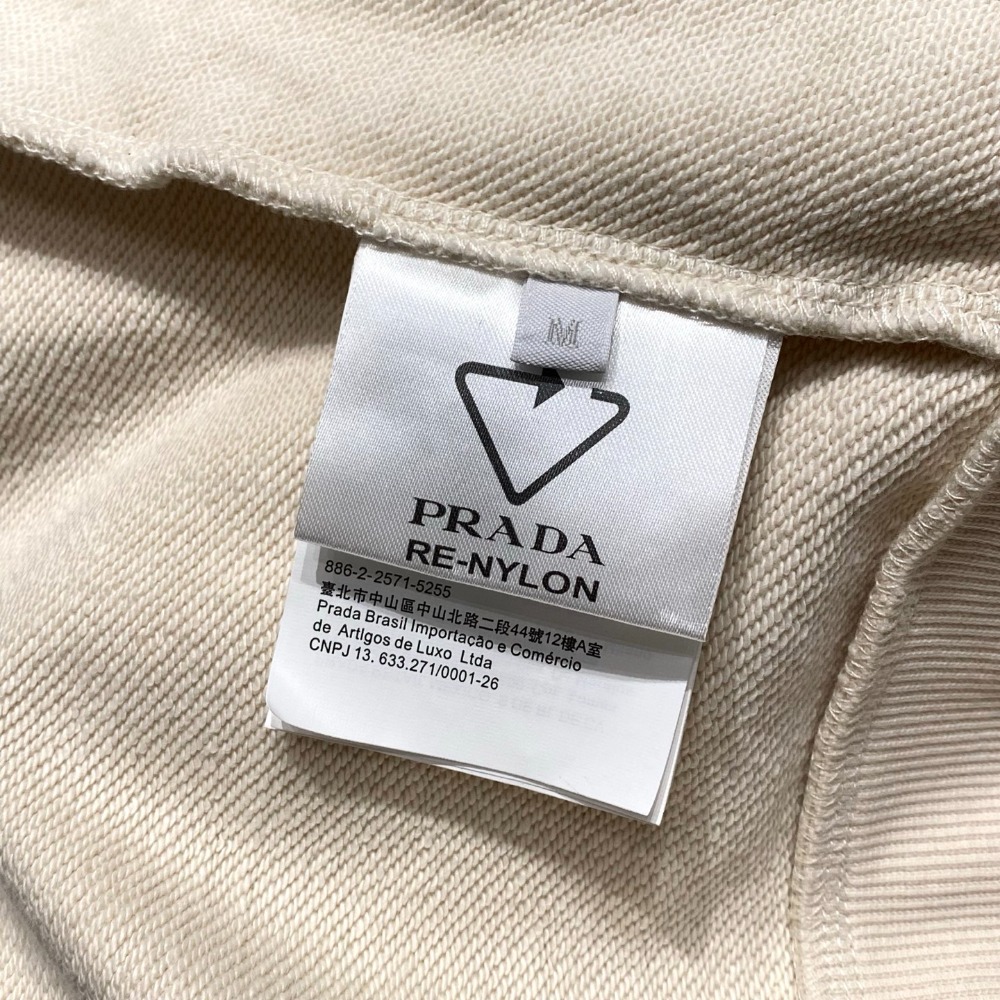 M
PRADA
RE-NYLON
886-2-2571-5255
臺北市中山區中山北路二段44號12樓A室
Prada Brasil Importação e Comércio
de Artlgos de Luxo Ltda
CNPJ 13. 633.271/0001-26